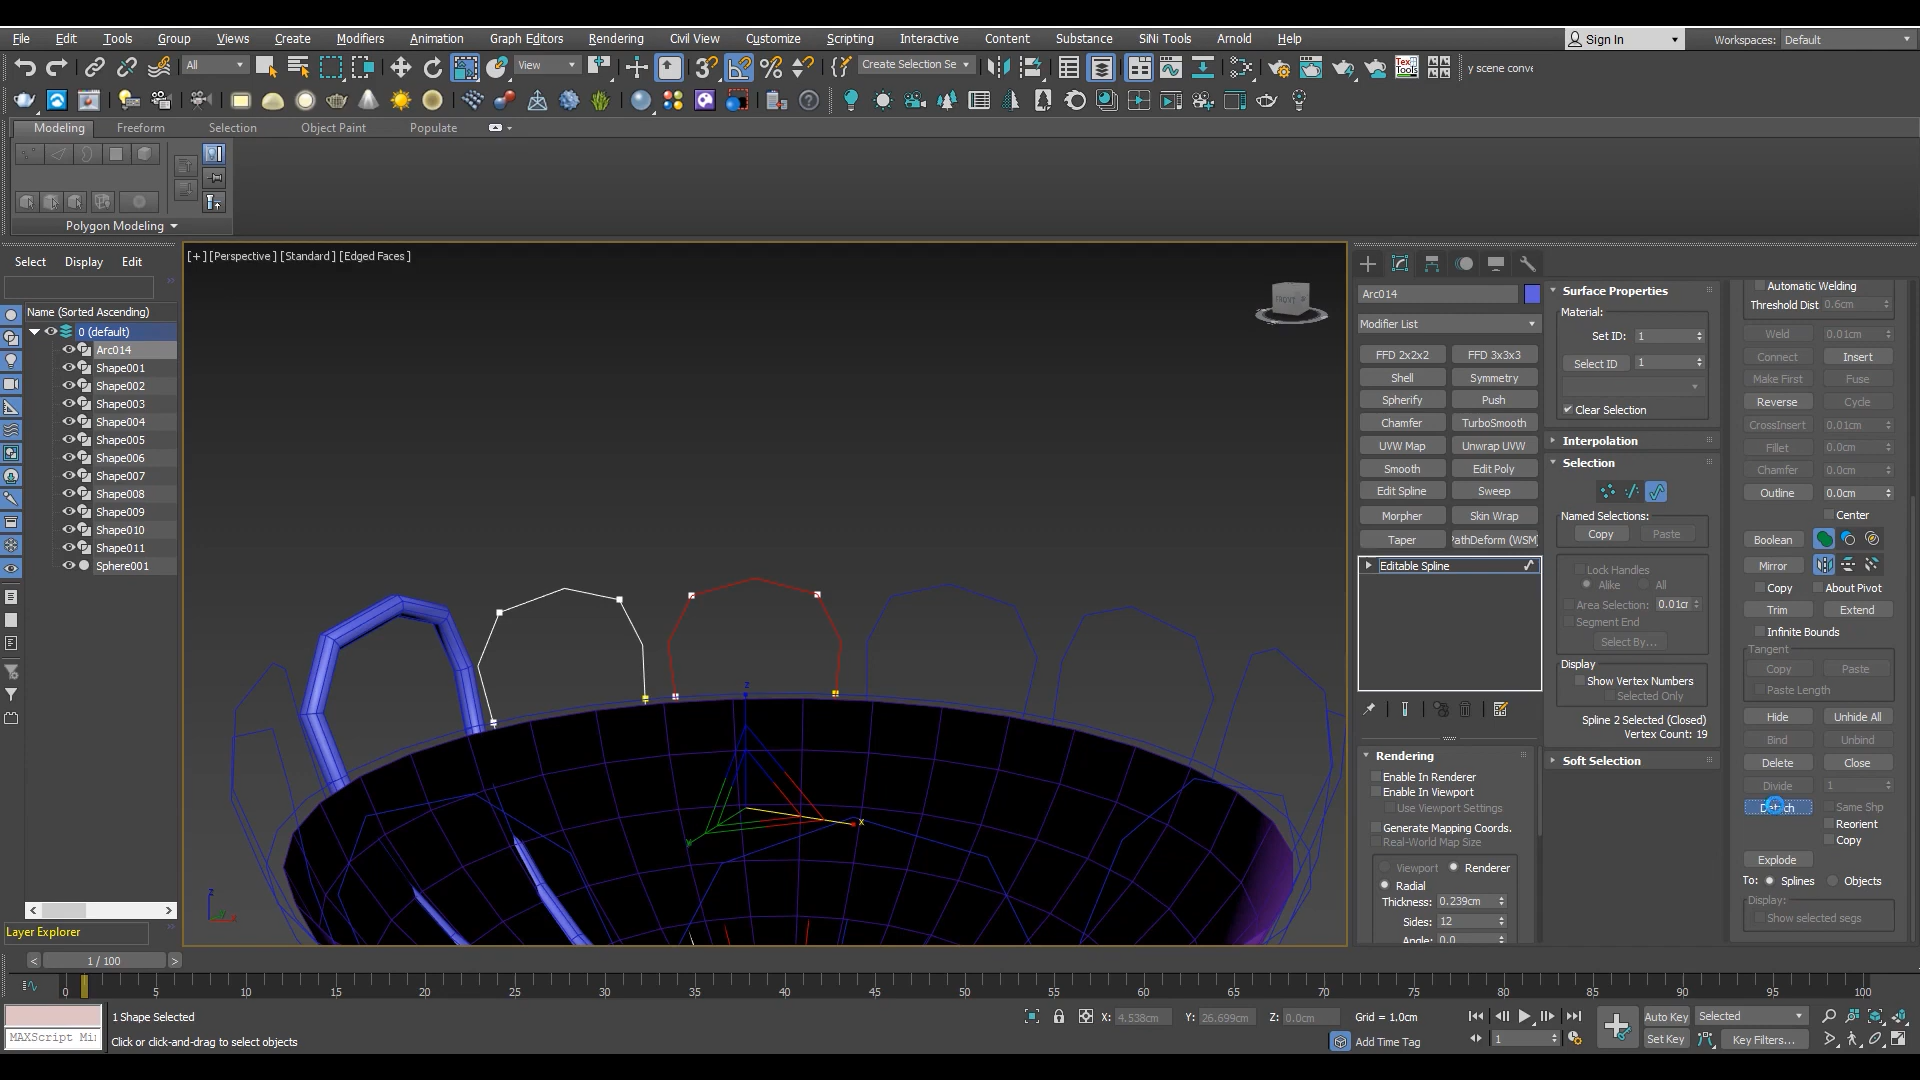 File Edit Tools Group Views Create Modifiers Animation Graph Editors Rendering Civil View Customize Scripting Interactive Content Substance SiNi Tools Arnold Help Sign In Workspaces: Default
All View Create Selection Se y scene conve
Modeling Freeform Selection Object Paint Populate
Polygon Modeling
Select Display Edit
Name (Sorted Ascending)
0 (default)
Arc014
Shape001
Shape002
Shape003
Shape004
Shape005
Shape006
Shape007
Shape008
Shape009
Shape010
Shape011
Sphere001
Layer Explorer
[+] [Perspective ] [Standard ] [Edged Faces ]
FRONT
z
x
y
z
Arc014
Modifier List
FFD 2x2x2 FFD 3x3x3
Shell Symmetry
Spherify Push
Chamfer TurboSmooth
UVW Map Unwrap UVW
Smooth Edit Poly
Edit Spline Sweep
Morpher Skin Wrap
Taper PathDeform (WSM)
Editable Spline
Rendering
Enable In Renderer
Enable In Viewport
Use Viewport Settings
Generate Mapping Coords.
Real-World Map Size
Viewport Renderer
Radial
Thickness: 0.239cm
Sides: 12
Angle: 0.0
Surface Properties
Material:
Set ID: 1
Select ID 1
Clear Selection
Interpolation
Selection
Named Selections:
Copy Paste
Lock Handles
Alike All
Area Selection: 0.01cr
Segment End
Select By...
Display
Show Vertex Numbers
Selected Only
Spline 2 Selected (Closed)
Vertex Count: 19
Soft Selection
Automatic Welding
Threshold Dist 0.6cm
Weld 0.01cm
Connect Insert
Make First Fuse
Reverse Cycle
CrossInsert 0.01cm
Fillet 0.0cm
Chamfer 0.0cm
Outline 0.0cm
Center
Boolean
Mirror
Copy About Pivot
Trim Extend
Infinite Bounds
Tangent
Copy Paste
Paste Length
Hide Unhide All
Bind Unbind
Delete Close
Divide 1
Detach Same Shp
Reorient
Copy
Explode
To: Splines Objects
Display:
Show selected segs
< 1 / 100 >
0 5 10 15 20 25 30 35 40 45 50 55 60 65 70 75 80 85 90 95 100
1 Shape Selected X: 4.538cm Y: 26.699cm Z: 0.0cm Grid = 1.0cm Auto Key Selected
MAXScript Mi Click or click-and-drag to select objects Add Time Tag 1 Set Key Key Filters...